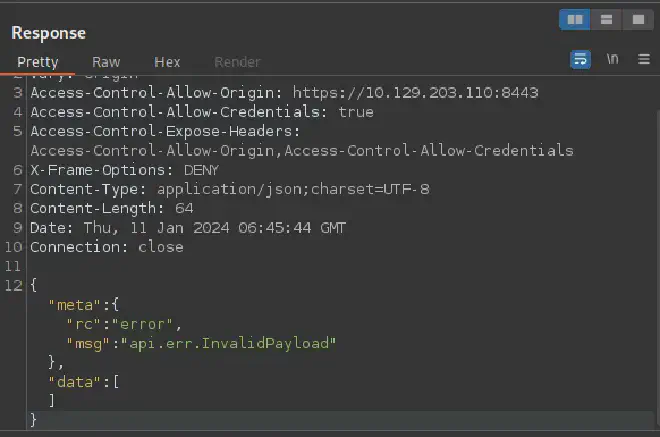 Response
Pretty Raw Hex Render \n
2 Vary: Origin
3 Access-Control-Allow-Origin: https://10.129.203.110:8443
4 Access-Control-Allow-Credentials: true
5 Access-Control-Expose-Headers:
Access-Control-Allow-Origin,Access-Control-Allow-Credentials
6 X-Frame-Options: DENY
7 Content-Type: application/json;charset=UTF-8
8 Content-Length: 64
9 Date: Thu, 11 Jan 2024 06:45:44 GMT
10 Connection: close
11
12 {
"meta":{
"rc":"error",
"msg":"api.err.InvalidPayload"
},
"data":[
]
}